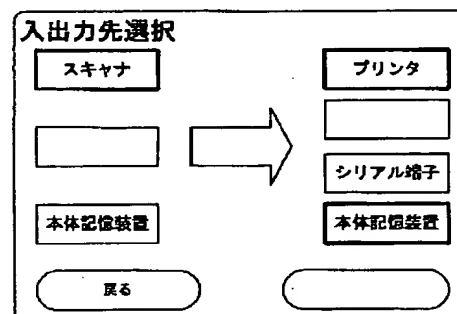 入出力先選択
スキャナ
プリンタ
シリアル端子
本体記憶装置
本体記憶装置
戻る